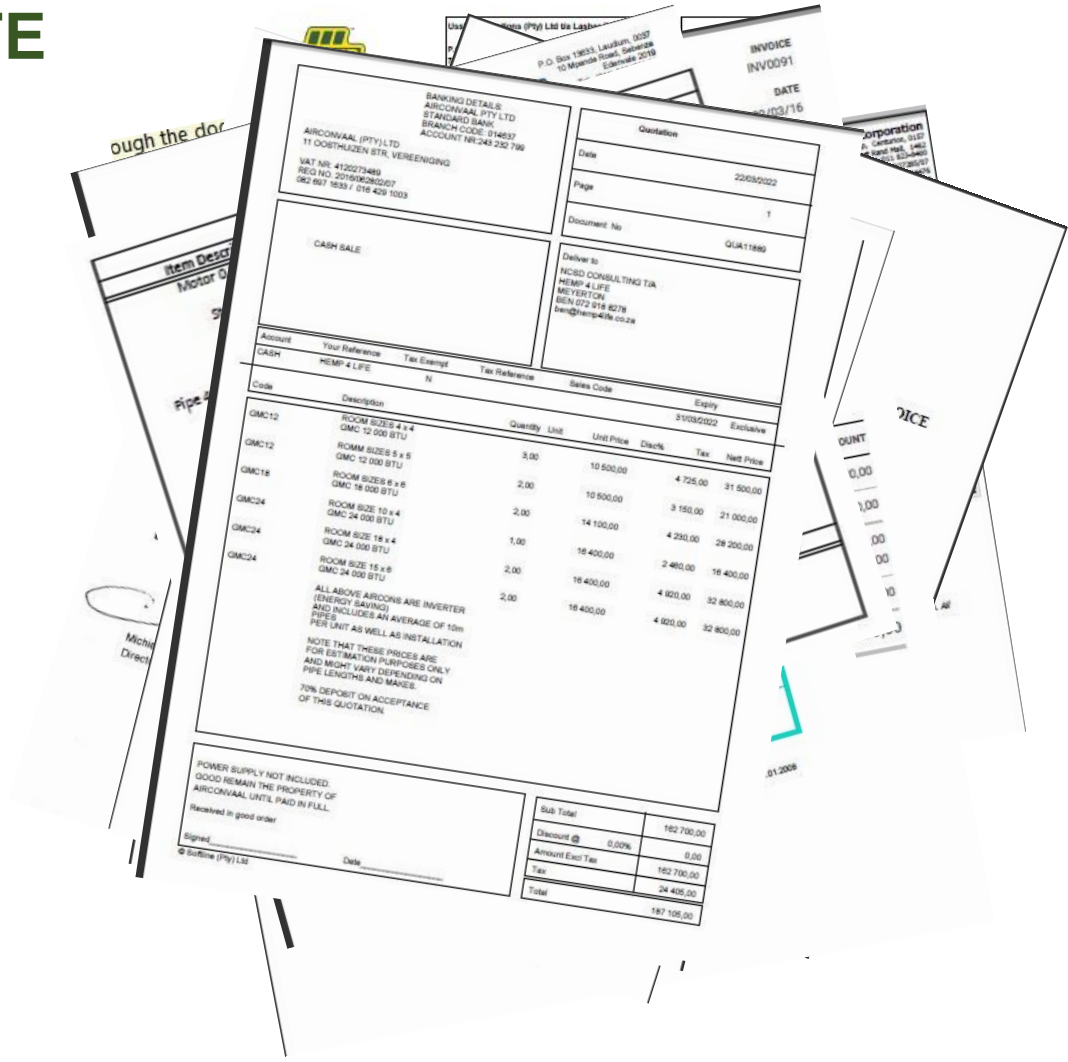 TE
ough the doc
P.O. Box 13633, Laudium, 0037
10 Mpande Road, Sebenza
Edenvale 2019
INVOICE
INV0091
DATE
/03/16
orporation
Item Descr
Motor 0
Pipe 4
Director
BANKING DETAILS:
AIRCONVAAL PTY LTD
STANDARD BANK
BRANCH CODE: 014637
ACCOUNT NR:243 232 799
AIRCONVAAL (PTY) LTD
11 OOSTHUIZEN STR, VEREENIGING
VAT NR: 4120273489
REG NO. 2016/062802/07
082 697 1633 / 016 429 1003
Quotation
Date 22/03/2022
Page 1
Document No QUA11889
CASH SALE
Deliver to
NCSD CONSULTING T/A
HEMP 4 LIFE
MEYERTON
BEN 072 918 8278
ben@hemp4life.co.za
Account Your Reference Tax Exempt Tax Reference Sales Code Expiry
CASH HEMP 4 LIFE N 31/03/2022 Exclusive
Code Description Quantity Unit Unit Price Disc% Tax Nett Price
GMC12 ROOM SIZES 4 x 4 3,00 10 500,00 4 725,00 31 500,00
GMC 12 000 BTU
GMC12 ROMM SIZES 5 x 5 2,00 10 500,00 3 150,00 21 000,00
GMC 12 000 BTU
GMC18 ROOM SIZES 6 x 6 2,00 14 100,00 4 230,00 28 200,00
GMC 18 000 BTU
GMC24 ROOM SIZE 10 x 4 1,00 16 400,00 2 460,00 16 400,00
GMC 24 000 BTU
GMC24 ROOM SIZE 18 x 4 2,00 16 400,00 4 920,00 32 800,00
GMC 24 000 BTU
GMC24 ROOM SIZE 15 x 6 2,00 16 400,00 4 920,00 32 800,00
GMC 24 000 BTU
ALL ABOVE AIRCONS ARE INVERTER
(ENERGY SAVING)
AND INCLUDES AN AVERAGE OF 10m
PIPES
PER UNIT AS WELL AS INSTALLATION
NOTE THAT THESE PRICES ARE
FOR ESTIMATION PURPOSES ONLY
AND MIGHT VARY DEPENDING ON
PIPE LENGTHS AND MAKES.
70% DEPOSIT ON ACCEPTANCE
OF THIS QUOTATION.
POWER SUPPLY NOT INCLUDED.
GOOD REMAIN THE PROPERTY OF
AIRCONVAAL UNTIL PAID IN FULL.
Received in good order
Signed Date
© Softline (Pty) Ltd
Sub Total 162 700,00
Discount @ 0,00% 0,00
Amount Excl Tax 162 700,00
Tax 24 405,00
Total 187 105,00
OICE
OUNT
.01.2008